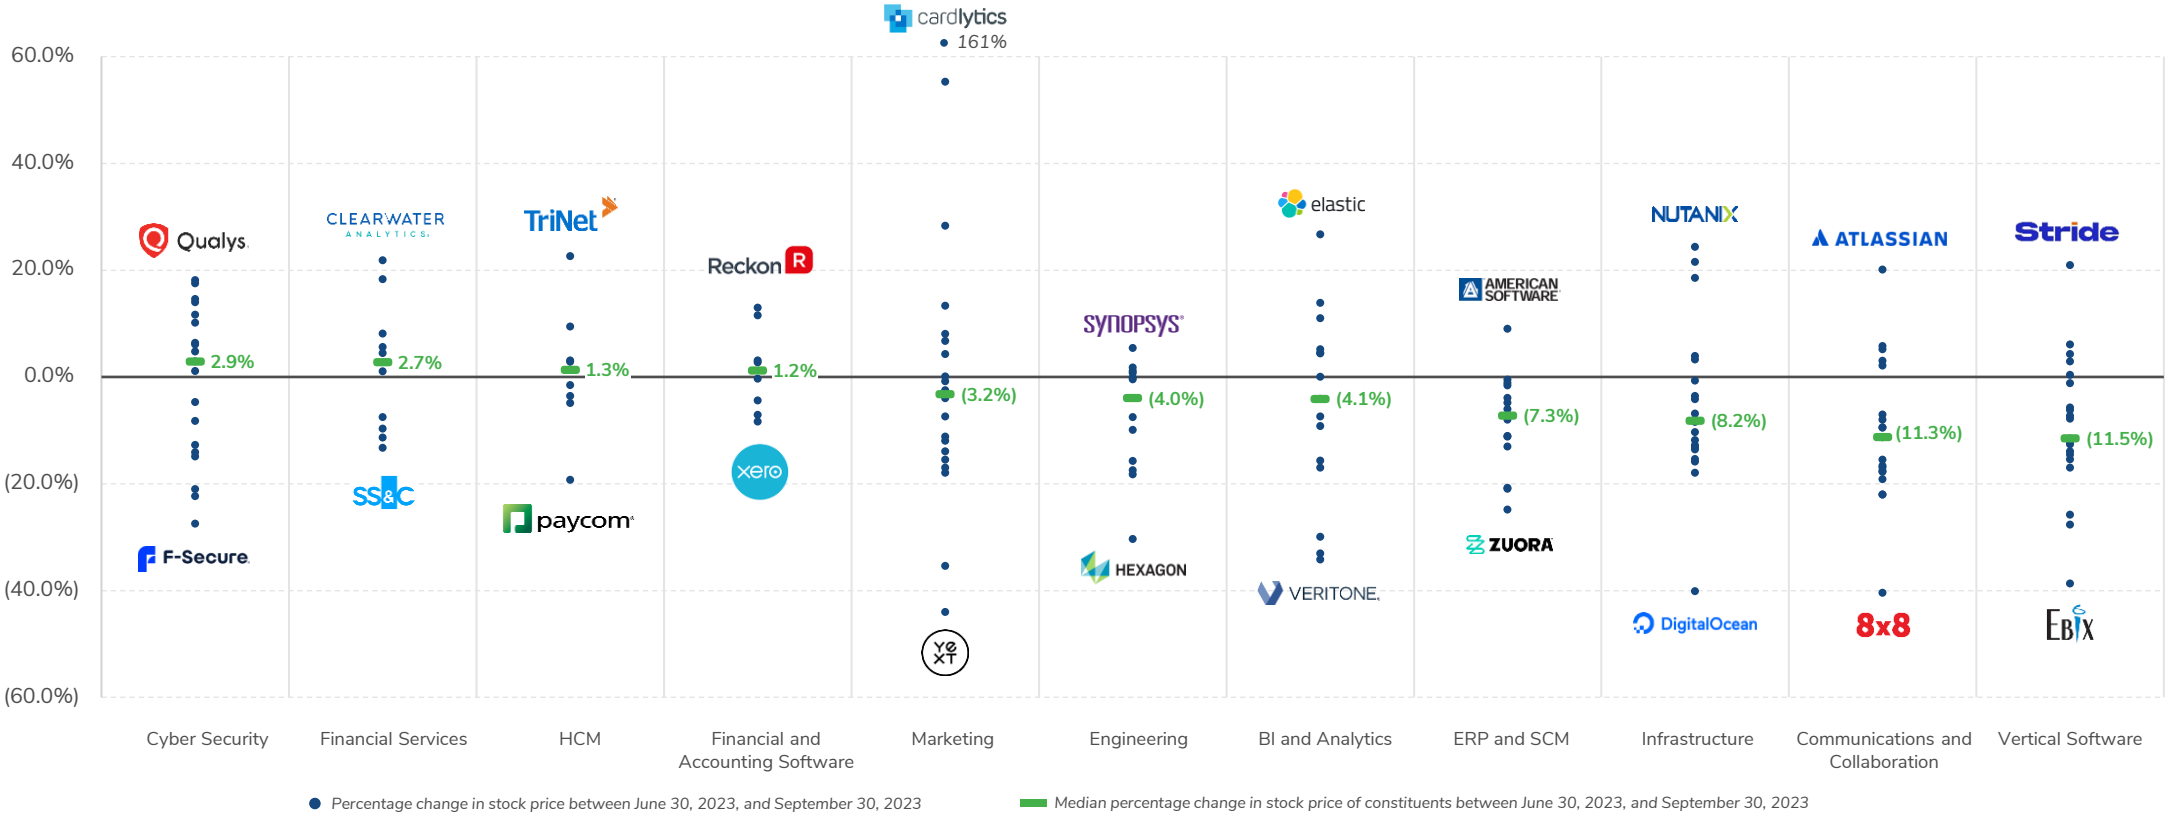 cardlytics
161%
60.0%
40.0%
20.0%
0.0%
(20.0%)
(40.0%)
(60.0%)
Qualys.
2.9%
F-Secure.
CLEARWATER
ANALYTICS
2.7%
SS&C
TriNet
1.3%
paycom
Reckon R
1.2%
xero
(3.2%)
YEXT
SYNOPSYS®
(4.0%)
HEXAGON
elastic
(4.1%)
VERITONE
AMERICAN
SOFTWARE
(7.3%)
ZUORA
NUTANIX
(8.2%)
DigitalOcean
ATLASSIAN
(11.3%)
8x8
Stride
(11.5%)
EBIX
Cyber Security
Financial Services
HCM
Financial and
Accounting Software
Marketing
Engineering
BI and Analytics
ERP and SCM
Infrastructure
Communications and
Collaboration
Vertical Software
Percentage change in stock price between June 30, 2023, and September 30, 2023
Median percentage change in stock price of constituents between June 30, 2023, and September 30, 2023